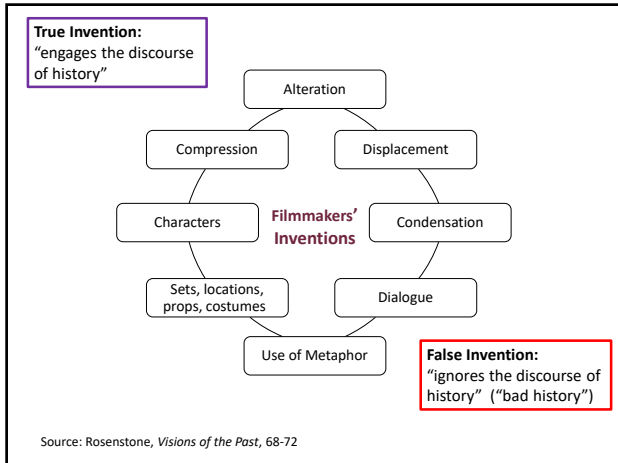 True Invention:
“engages the discourse
of history”
Alteration
Compression
Displacement
Characters
Filmmakers’
Inventions
Condensation
Sets, locations,
props, costumes
Dialogue
Use of Metaphor
False Invention:
“ignores the discourse of
history” (“bad history”)
Source: Rosenstone, Visions of the Past, 68-72